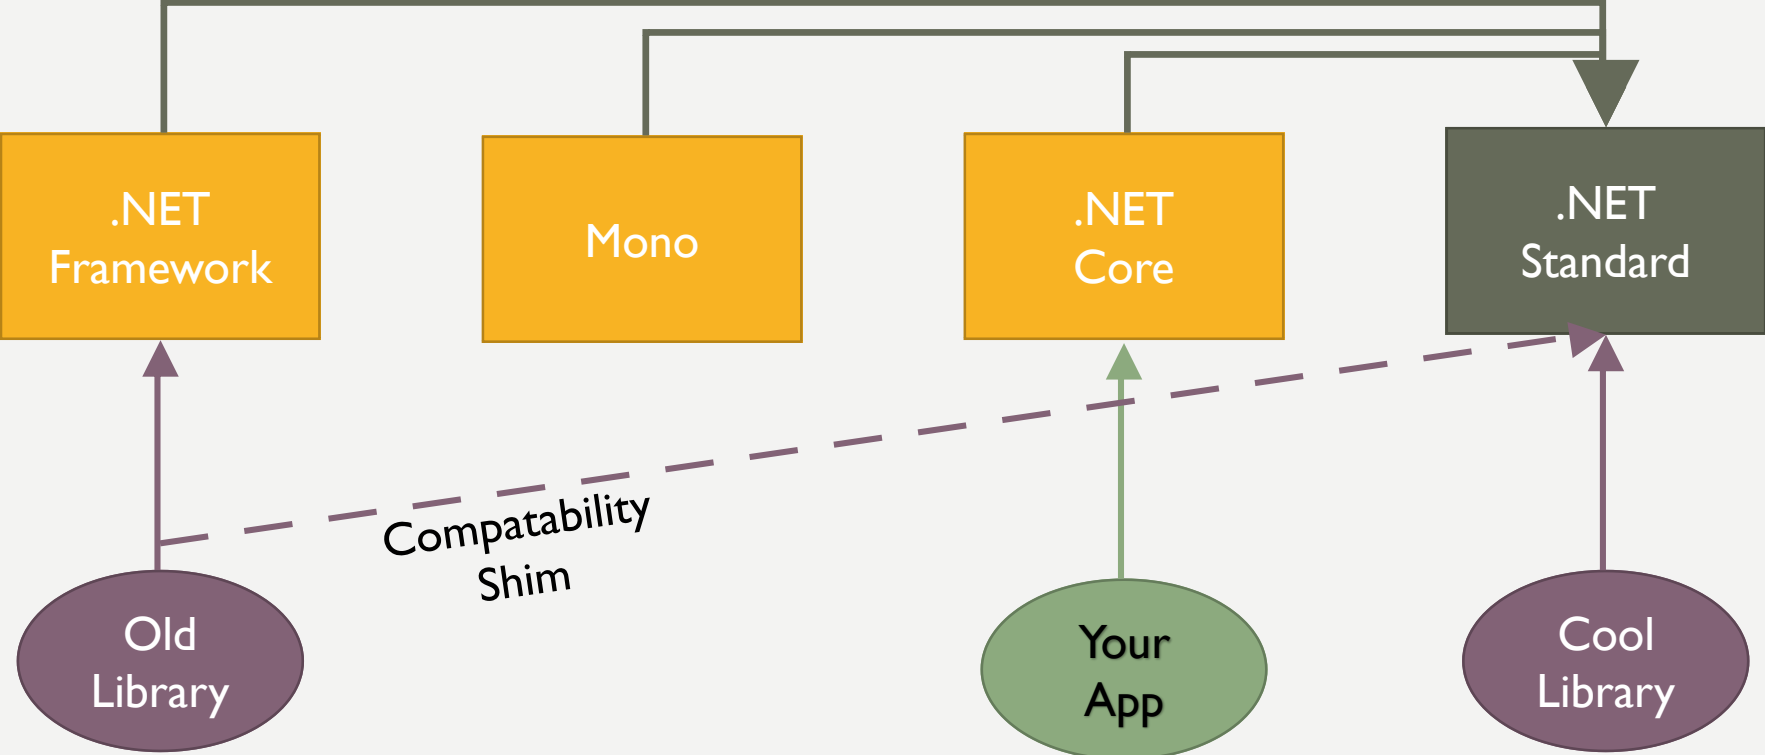 .NET
Framework
Mono
.NET
Core
.NET
Standard
Compatability
Shim
Old
Library
Your
App
Cool
Library